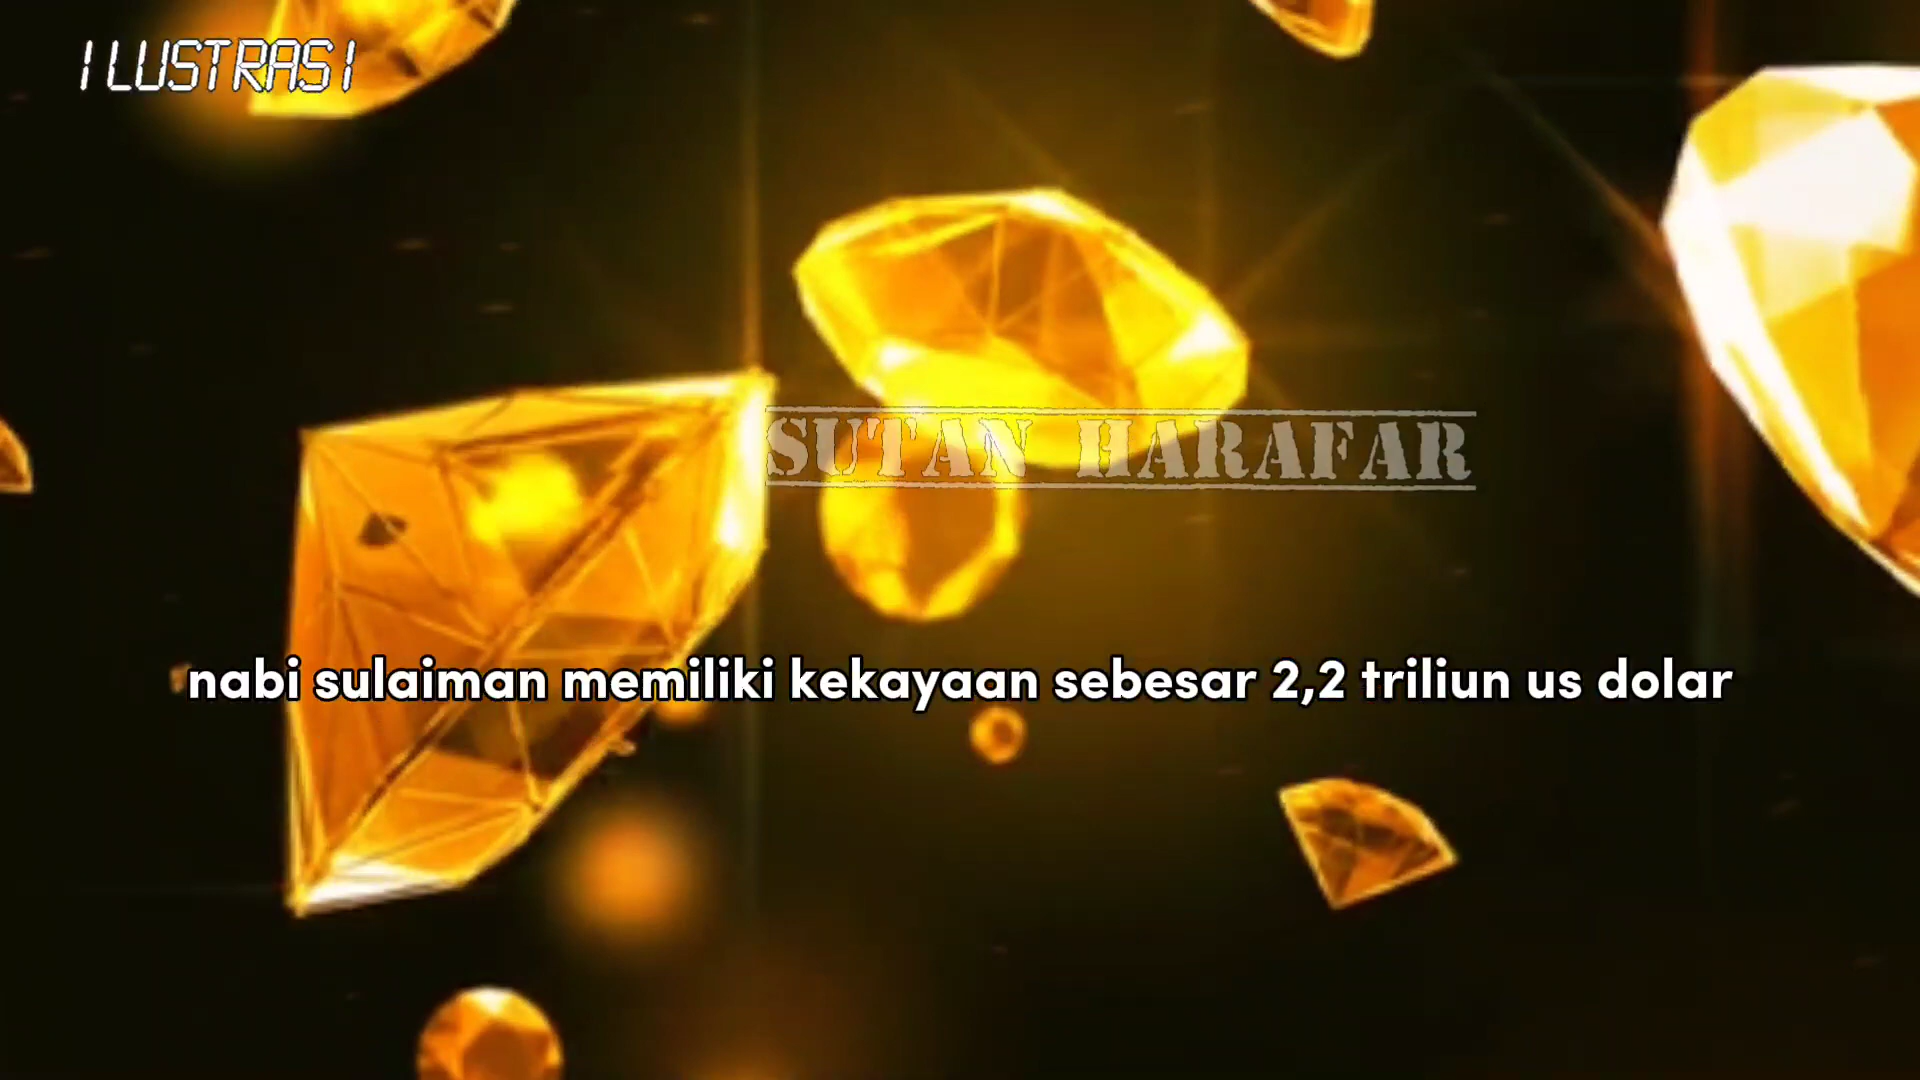 ILUSTRASI
SUTAN HARAFAR
nabi sulaiman memiliki kekayaan sebesar 2,2 triliun us dolar